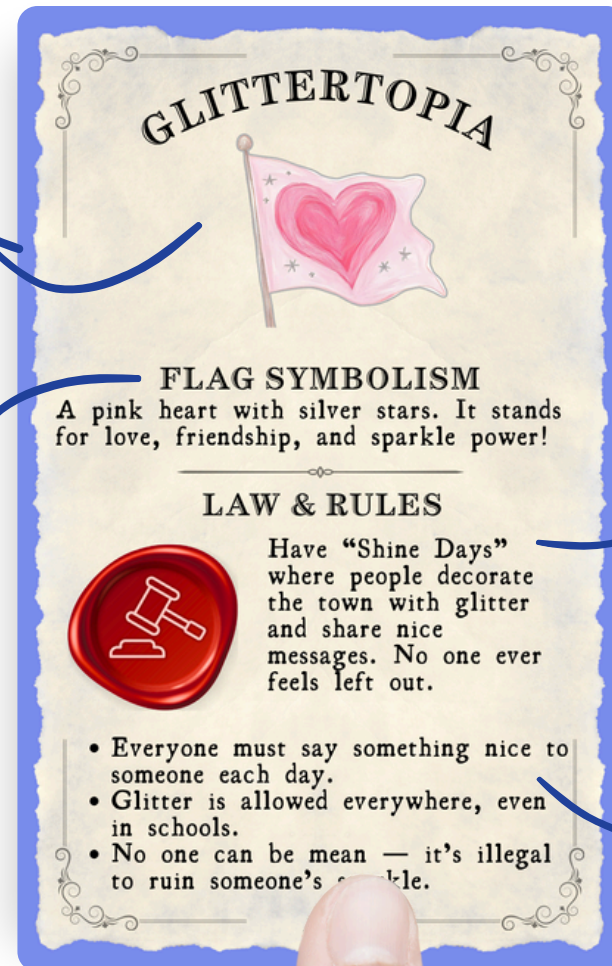 GLITTERTOPIA
FLAG SYMBOLISM
A pink heart with silver stars. It stands
for love, friendship, and sparkle power!
LAW & RULES
Have “Shine Days”
where people decorate
the town with glitter
and share nice
messages. No one ever
feels left out.
• Everyone must say something nice to
someone each day.
• Glitter is allowed everywhere, even
in schools.
• No one can be mean — it’s illegal
to ruin someone’s